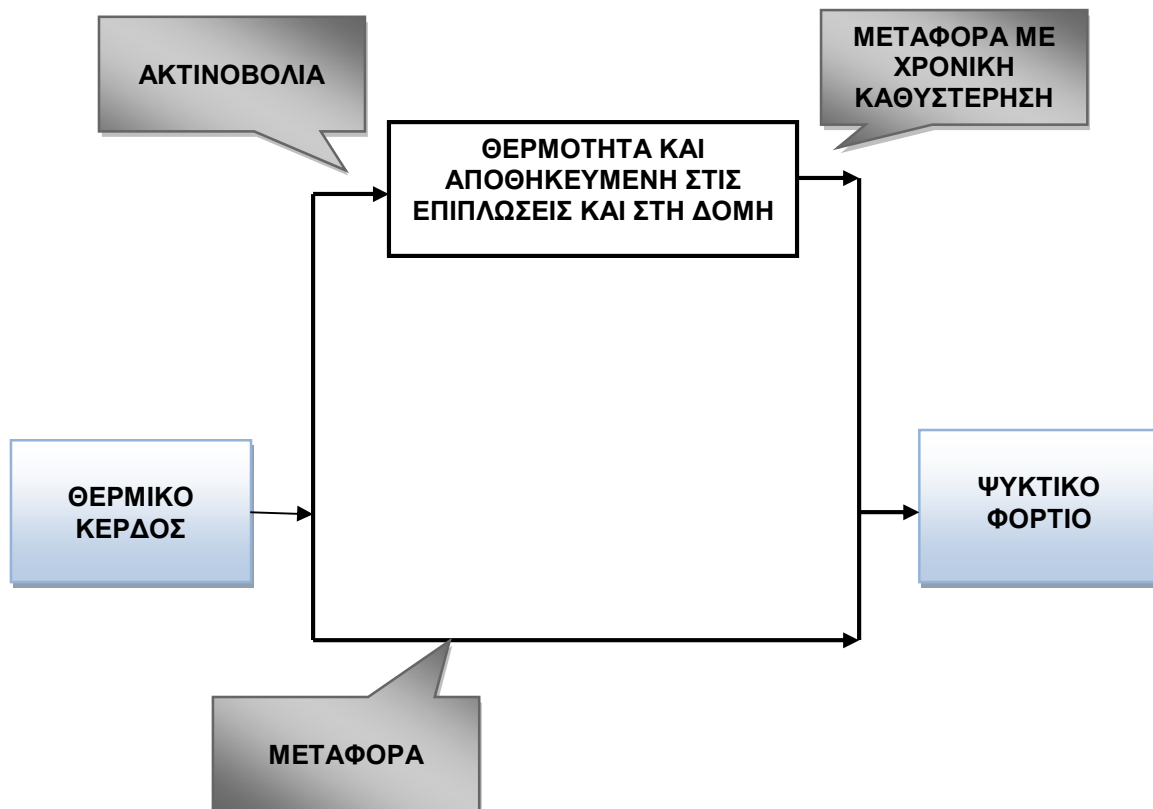 ΑΚΤΙΝΟΒΟΛΙΑ
ΜΕΤΑΦΟΡΑ ΜΕ
ΧΡΟΝΙΚΗ
ΚΑΘΥΣΤΕΡΗΣΗ
ΘΕΡΜΟΤΗΤΑ ΚΑΙ
ΑΠΟΘΗΚΕΥΜΕΝΗ ΣΤΙΣ
ΕΠΙΠΛΩΣΕΙΣ ΚΑΙ ΣΤΗ ΔΟΜΗ
ΘΕΡΜΙΚΟ
ΚΕΡΔΟΣ
ΨΥΚΤΙΚΟ
ΦΟΡΤΙΟ
ΜΕΤΑΦΟΡΑ